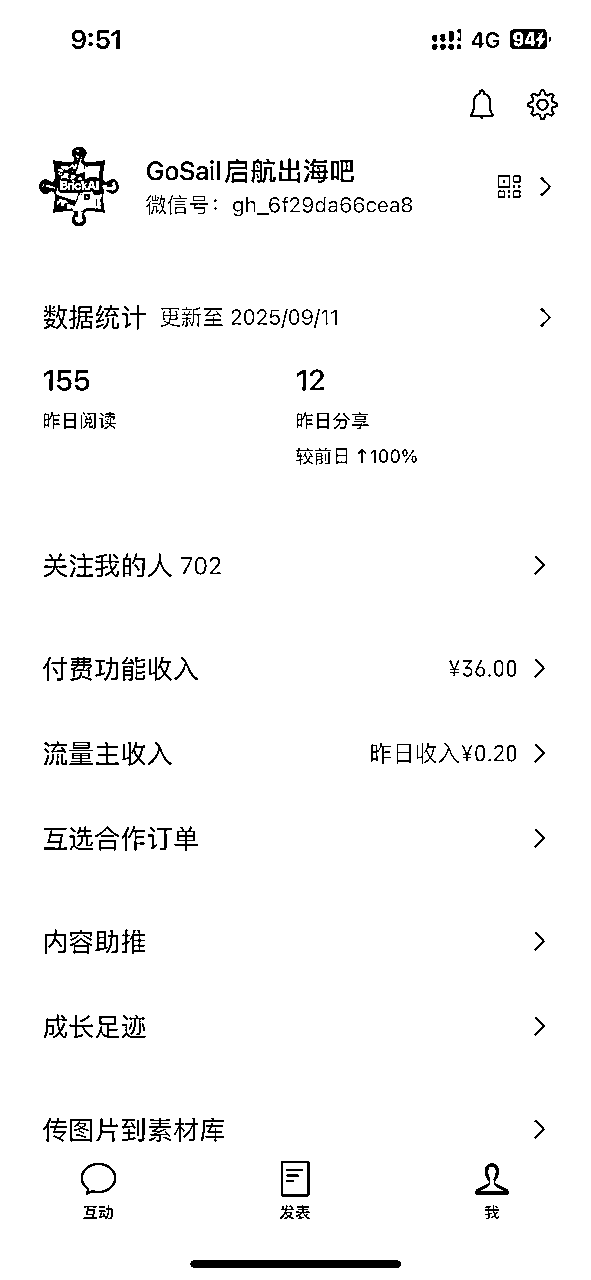 9:51
4G 94
BrickAI
GoSail启航出海吧
微信号：gh_6f29da66cea8
数据统计 更新至 2025/09/11
155 12
昨日阅读 昨日分享
较前日 ↑100%
关注我的人 702
付费功能收入 ¥36.00
流量主收入 昨日收入¥0.20
互选合作订单
内容助推
成长足迹
传图片到素材库
互动 发表 我